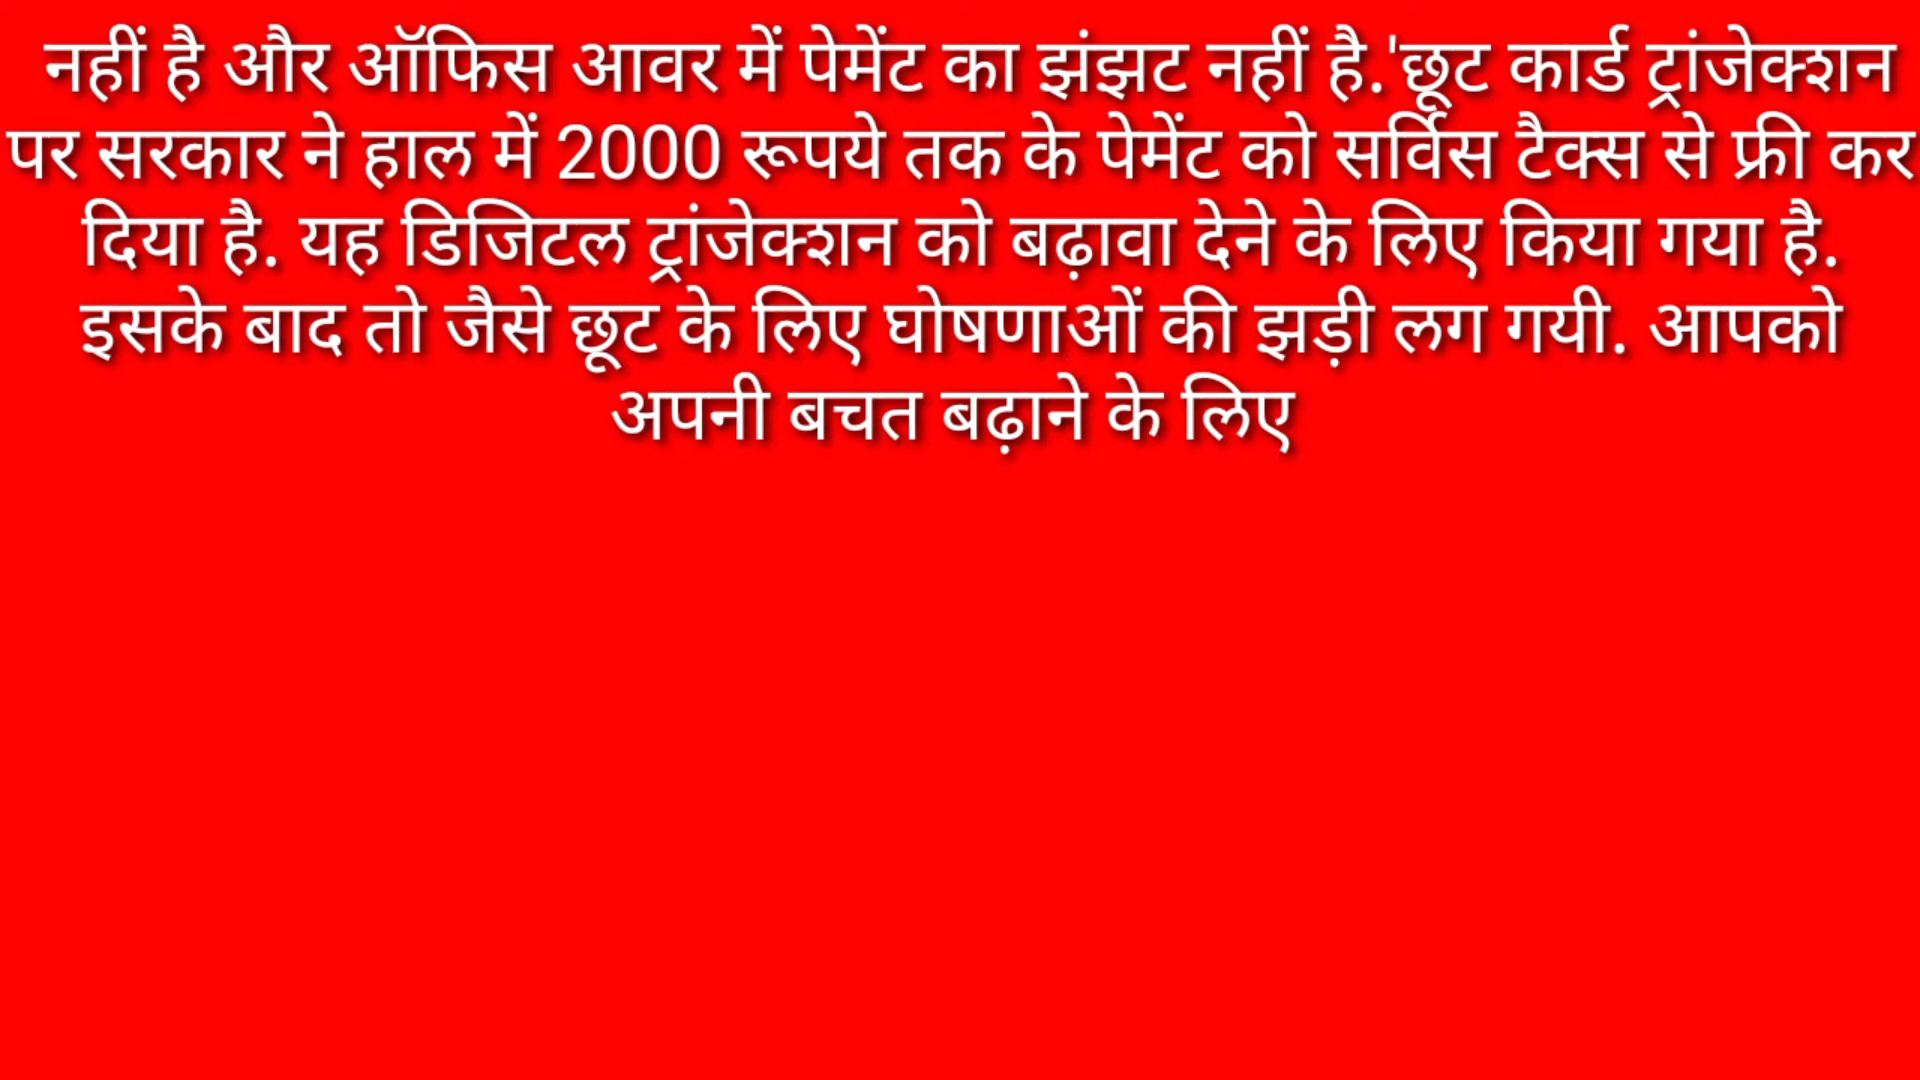 नहीं है और ऑफिस आवर में पेमेंट का झंझट नहीं है.'छूट कार्ड ट्रांजेक्शन
पर सरकार ने हाल में 2000 रूपये तक के पेमेंट को सर्विस टैक्स से फ्री कर
दिया है. यह डिजिटल ट्रांजेक्शन को बढ़ावा देने के लिए किया गया है.
इसके बाद तो जैसे छूट के लिए घोषणाओं की झड़ी लग गयी. आपको
अपनी बचत बढ़ाने के लिए